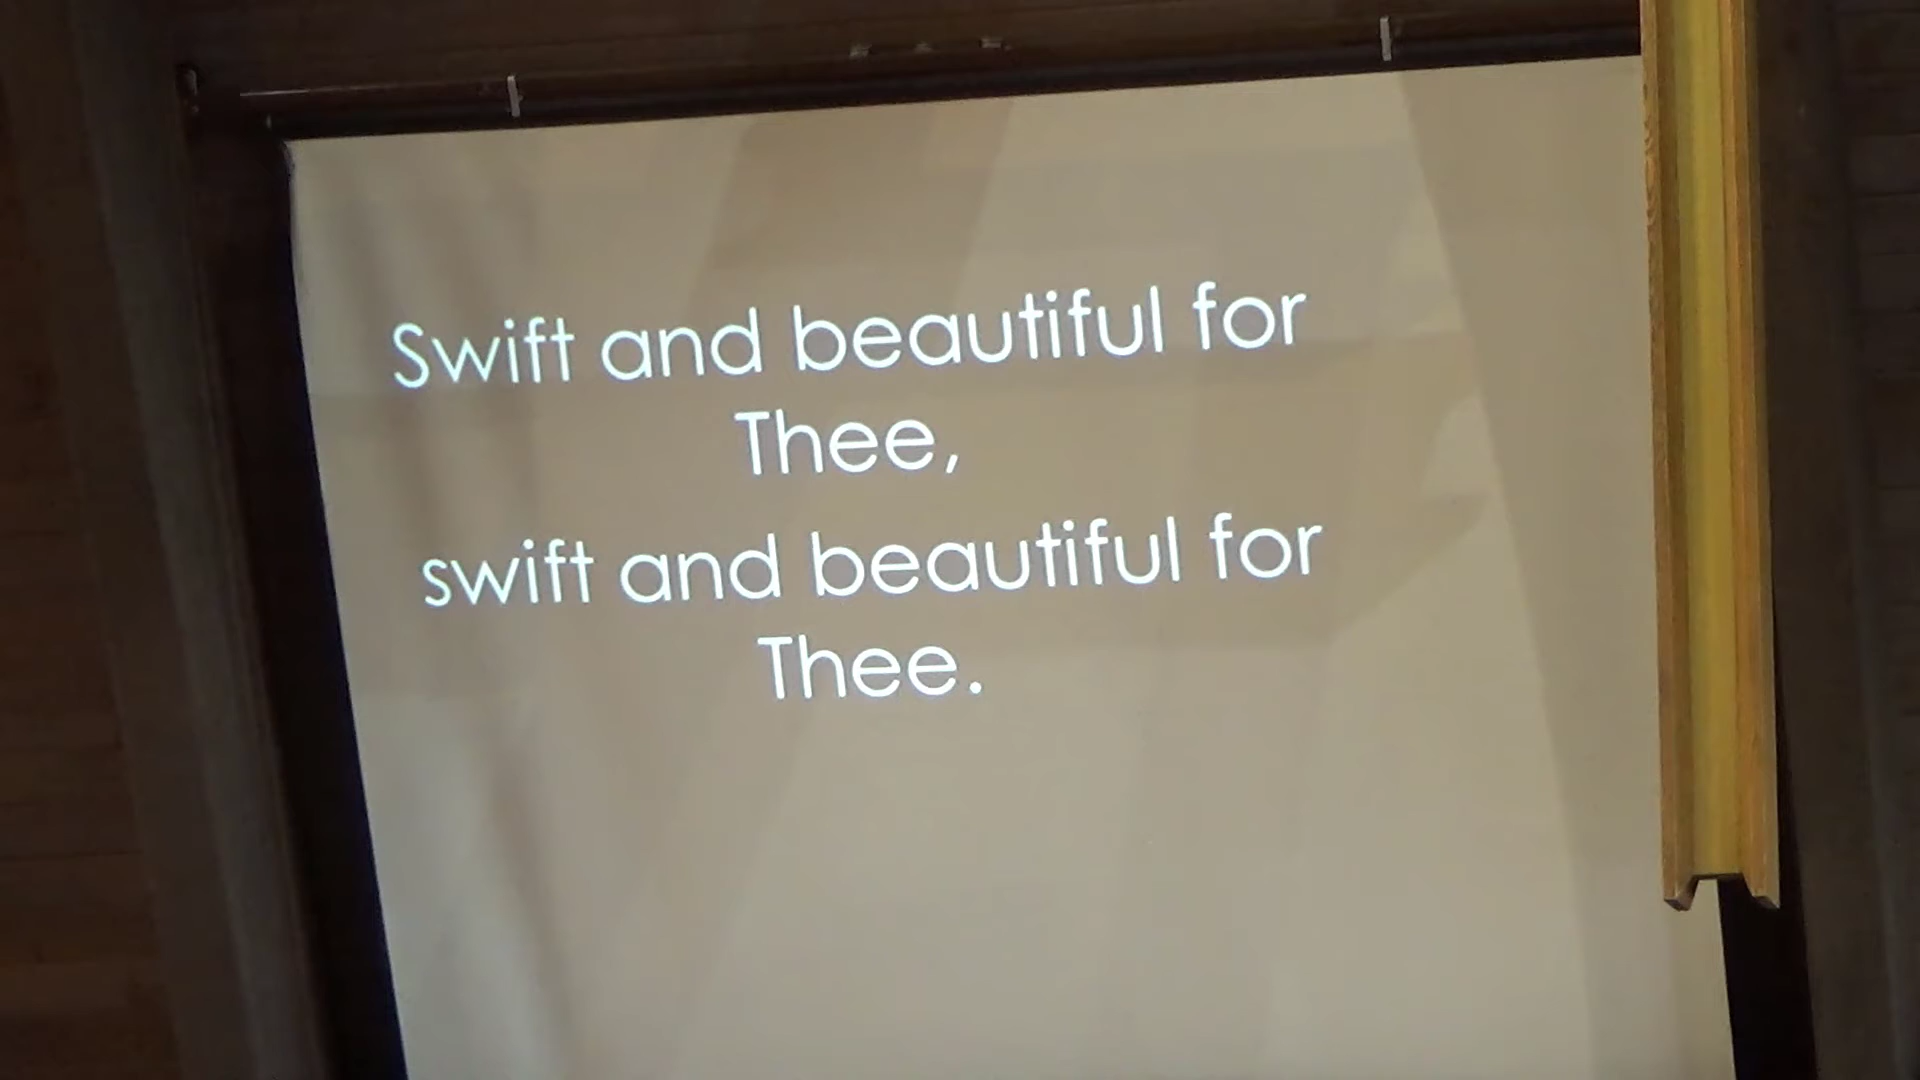 Swift and beautiful for
Thee,
swift and beautiful for
Thee.